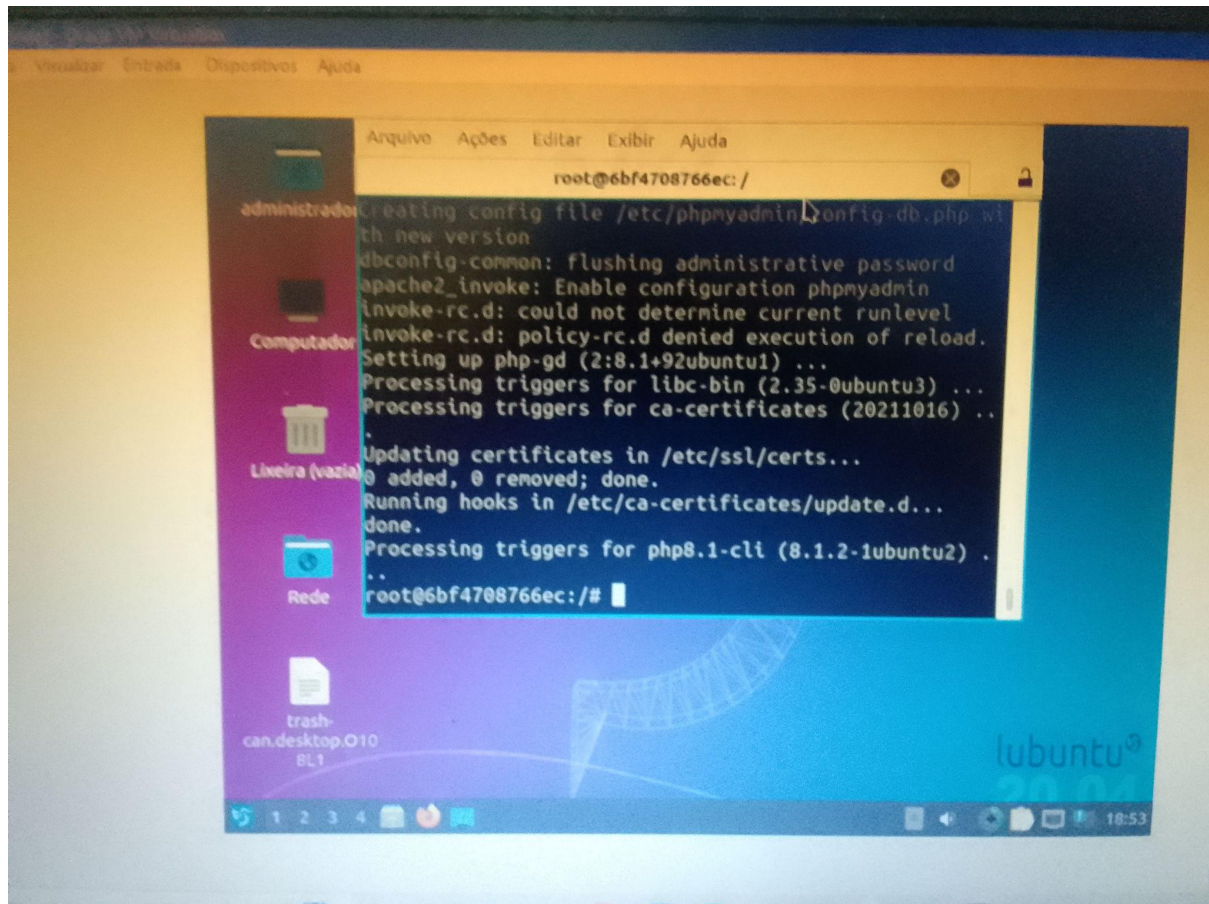 Visualizar Entrada Dispositivos Ajuda
Arquivo Ações Editar Exibir Ajuda
root@6bf4708766ec: /
administrador
Creating config file /etc/phpmyadmin/config-db.php wi
th new version
dbconfig-common: flushing administrative password
apache2_invoke: Enable configuration phpmyadmin
invoke-rc.d: could not determine current runlevel
invoke-rc.d: policy-rc.d denied execution of reload.
Setting up php-gd (2:8.1+92ubuntu1) ...
Processing triggers for libc-bin (2.35-0ubuntu3) ...
Processing triggers for ca-certificates (20211016) ..
.
Updating certificates in /etc/ssl/certs...
0 added, 0 removed; done.
Running hooks in /etc/ca-certificates/update.d...
done.
Processing triggers for php8.1-cli (8.1.2-1ubuntu2) .
..
root@6bf4708766ec:/#
Computador
Lixeira (vazia)
Rede
trash-
can.desktop.O10
8L1
lubuntu
20.04
1 2 3 4
18:53